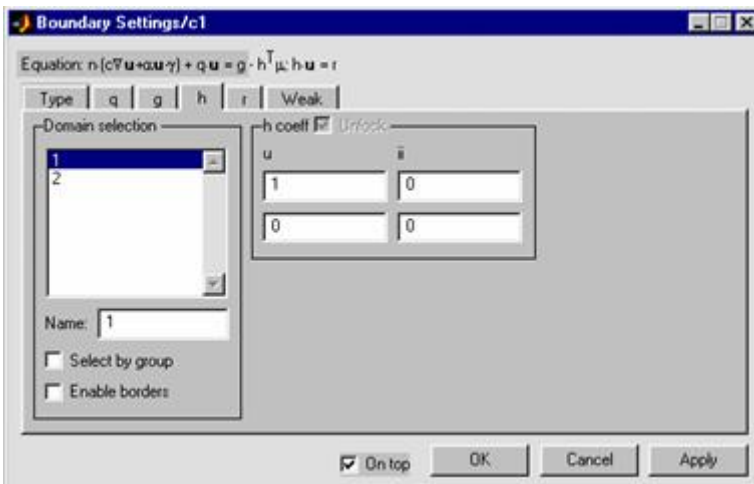 Boundary Settings/c1
Equation: n·(c∇u+αu-γ) + q·u = g - hᵀμ; h·u = r
Type q g h r Weak
Domain selection
1
2
Name: 1
Select by group
Enable borders
h coeff Unlock
u ii
1 0
0 0
On top OK Cancel Apply